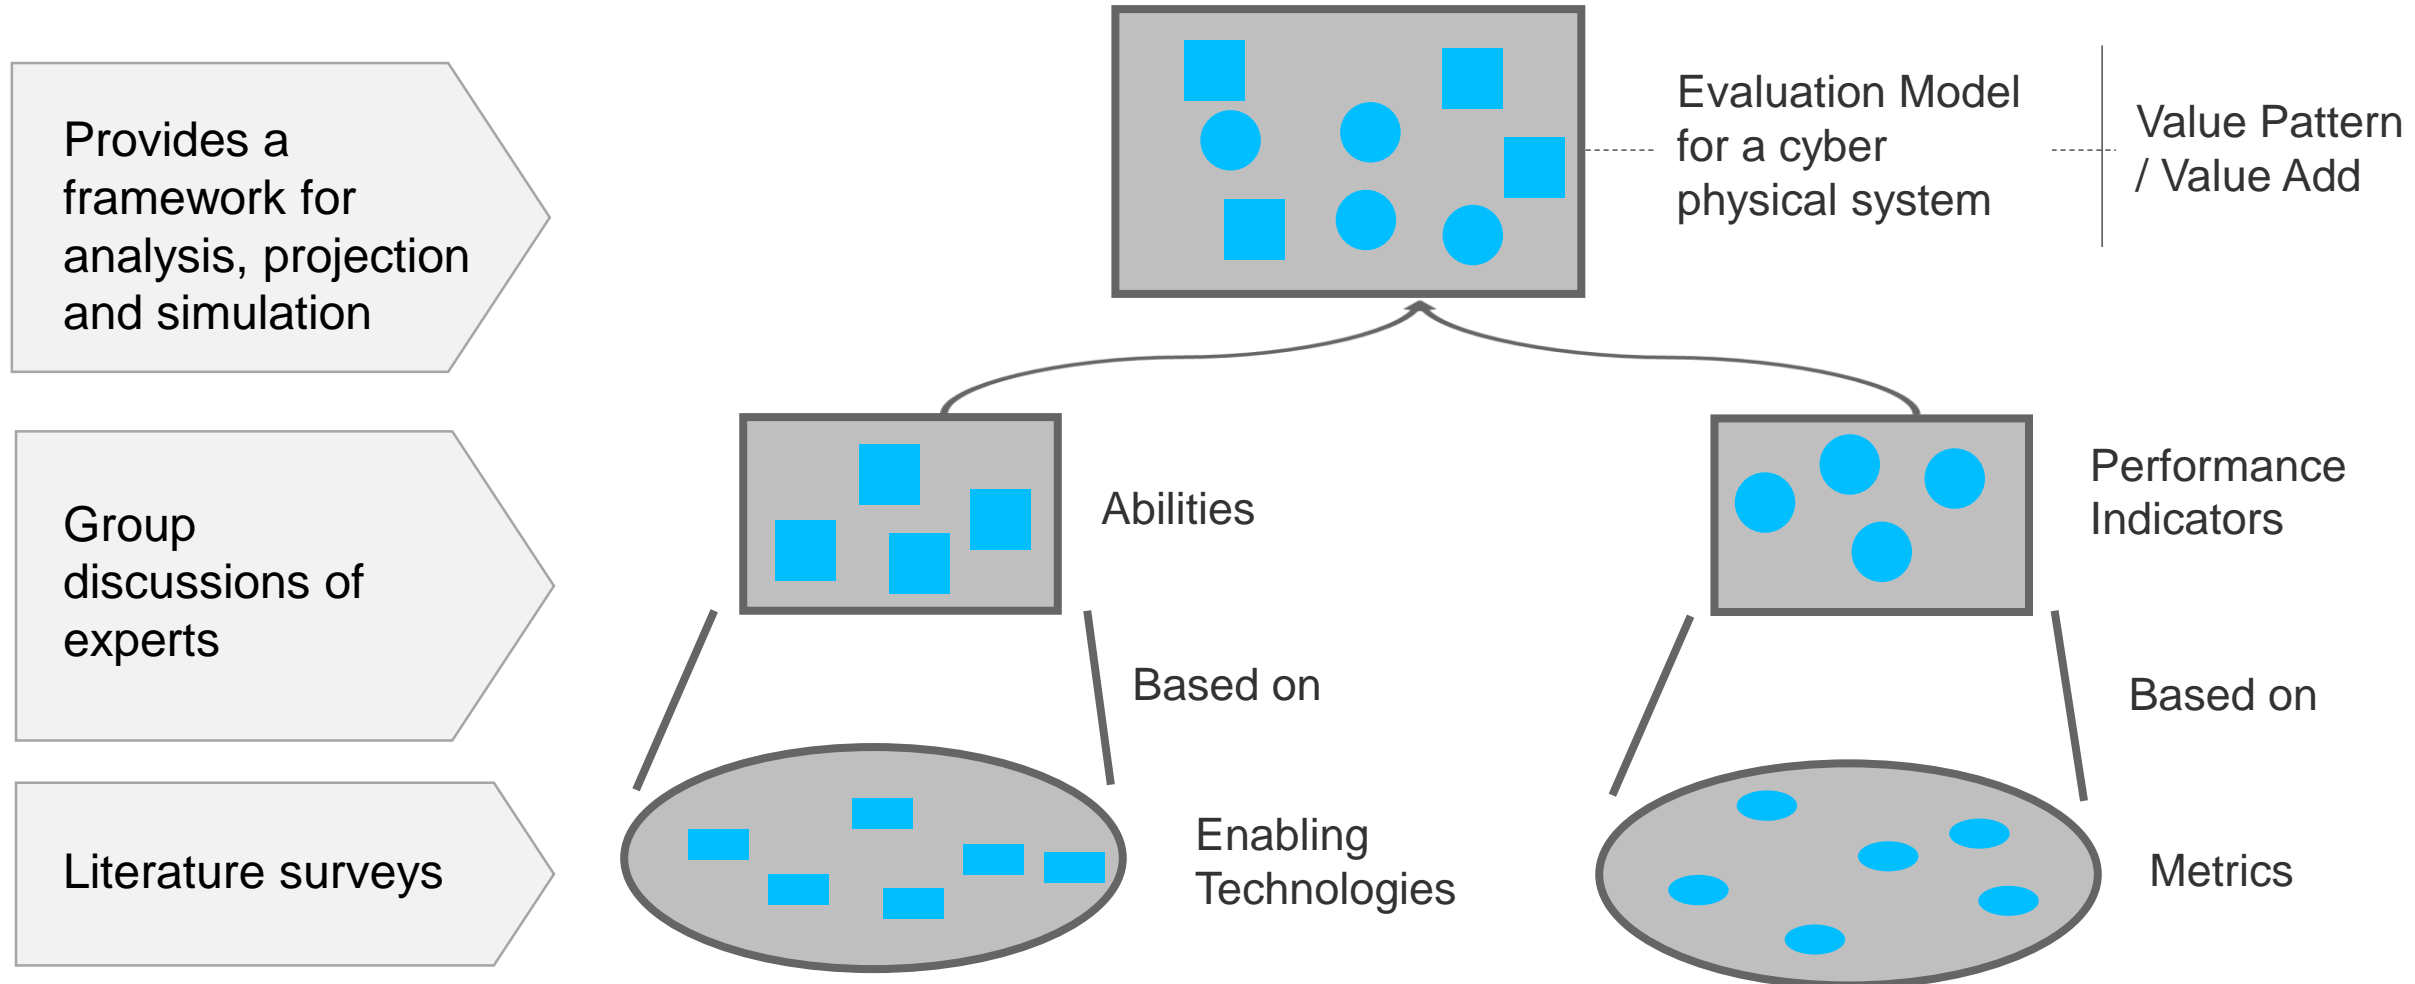 Provides a
framework for
analysis, projection
and simulation
Evaluation Model
for a cyber
physical system
Value Pattern
/ Value Add
Group
discussions of
experts
Abilities
Performance
Indicators
Based on
Based on
Literature surveys
Enabling
Technologies
Metrics